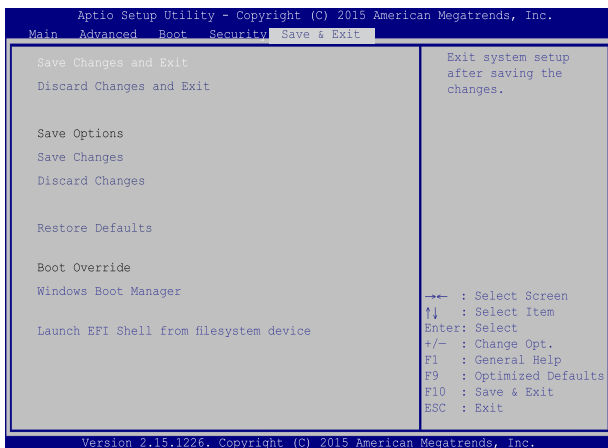 Aptio Setup Utility - Copyright (C) 2015 American Megatrends, Inc.
Main Advanced Boot Security Save & Exit
Save Changes and Exit
Discard Changes and Exit
Save Options
Save Changes
Discard Changes
Restore Defaults
Boot Override
Windows Boot Manager
Launch EFI Shell from filesystem device
Exit system setup
after saving the
changes.
→← : Select Screen
↑↓ : Select Item
Enter: Select
+/— : Change Opt.
F1 : General Help
F9 : Optimized Defaults
F10 : Save & Exit
ESC : Exit
Version 2.15.1226. Copyright (C) 2015 American Megatrends, Inc.